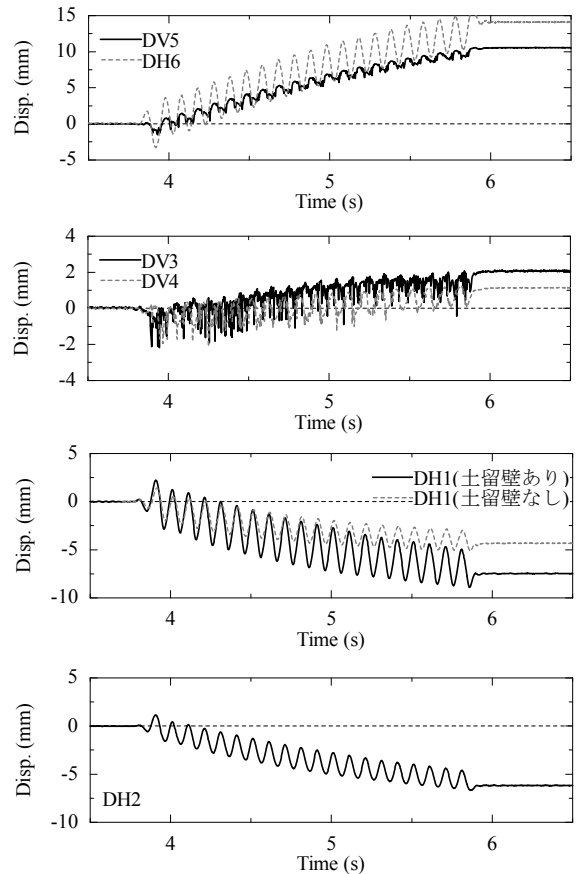 15
10
5
0
-5
Disp. (mm)
DV5
DH6
4
5
6
Time (s)
4
2
0
-2
-4
Disp. (mm)
DV3
DV4
4
5
6
Time (s)
5
0
-5
-10
Disp. (mm)
DH1(土留壁あり)
DH1(土留壁なし)
4
5
6
Time (s)
5
0
-5
-10
Disp. (mm)
DH2
4
5
6
Time (s)